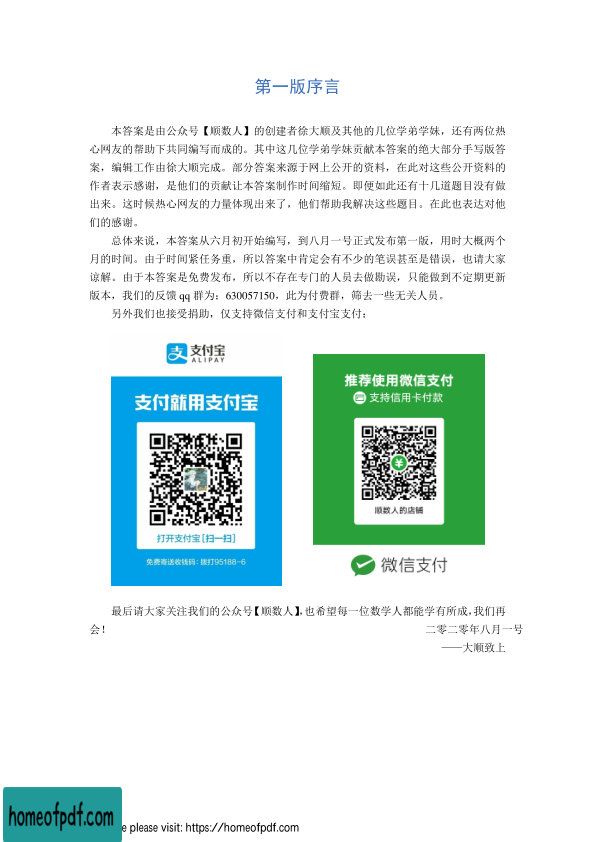 第一版序言
本答案是由公众号【顺数人】的创建者徐大顺及其他的几位学弟学妹，还有两位热
心网友的帮助下共同编写而成的。其中这几位学弟学妹贡献本答案的绝大部分手写版答
案，编辑工作由徐大顺完成。部分答案来源于网上公开的资料，在此对这些公开资料的
作者表示感谢，是他们的贡献让本答案制作时间缩短。即便如此还有十几道题目没有做
出来。这时候热心网友的力量体现出来了，他们帮助我解决这些题目。在此也表达对他
们的感谢。
总体来说，本答案从六月初开始编写，到八月一号正式发布第一版，用时大概两个
月的时间。由于时间紧任务重，所以答案中肯定会有不少的笔误甚至是错误，也请大家
谅解。由于本答案是免费发布，所以不存在专门的人员去做勘误，只能做到不定期更新
版本，我们的反馈 qq 群为：630057150，此为付费群，筛去一些无关人员。
另外我们也接受捐助，仅支持微信支付和支付宝支付：
支付宝
ALIPAY
支付就用支付宝
打开支付宝[扫一扫]
免费寄送收钱码：拨打95188-6
推荐使用微信支付
支持信用卡付款
顺数人的店铺
微信支付
最后请大家关注我们的公众号【顺数人】，也希望每一位数学人都能学有所成，我们再
会！ 二零二零年八月一号
——大顺致上
homeofpdf.com
e please visit: https://homeofpdf.com